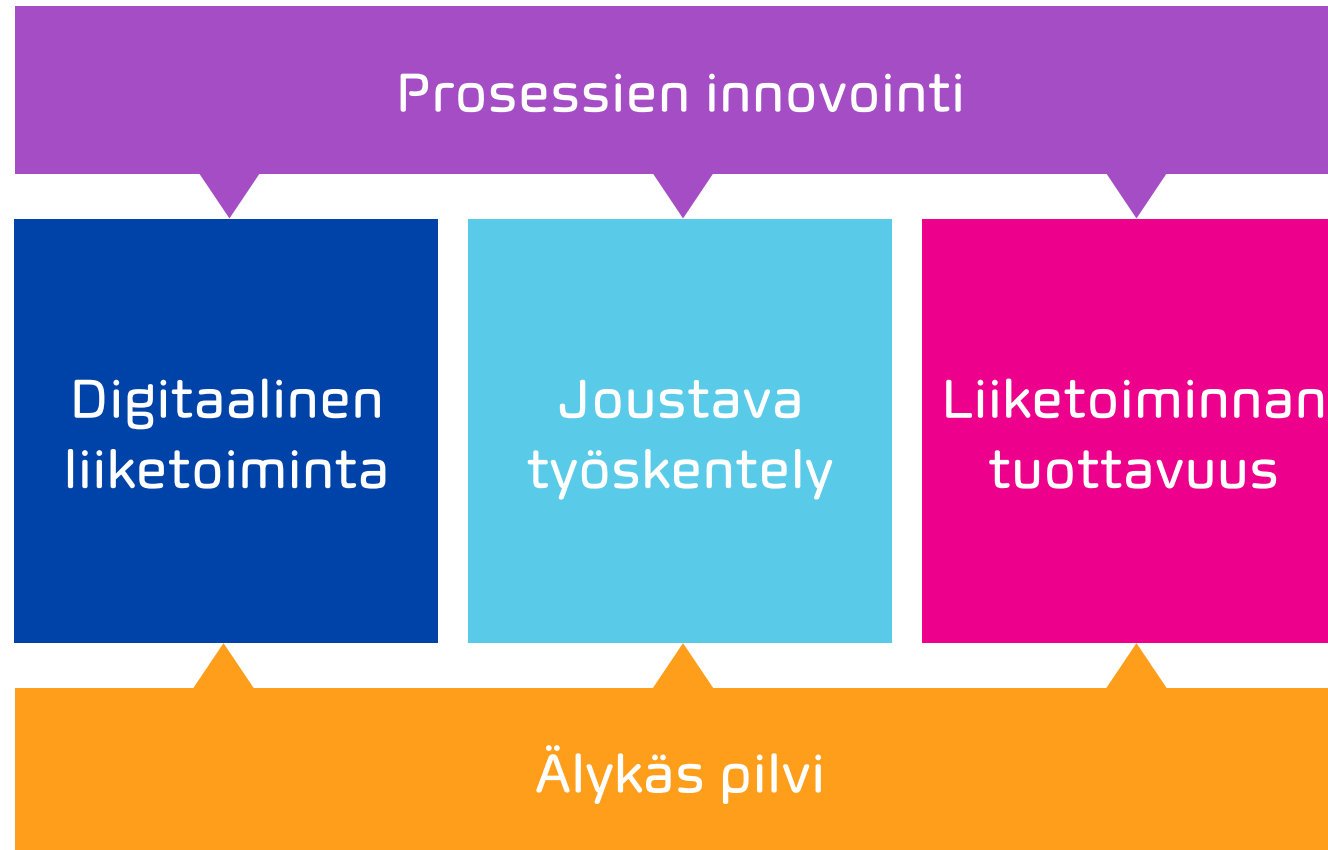 Prosessien innovointi
Digitaalinen
liiketoiminta
Joustava
työskentely
Liiketoiminnan
tuottavuus
Älykäs pilvi